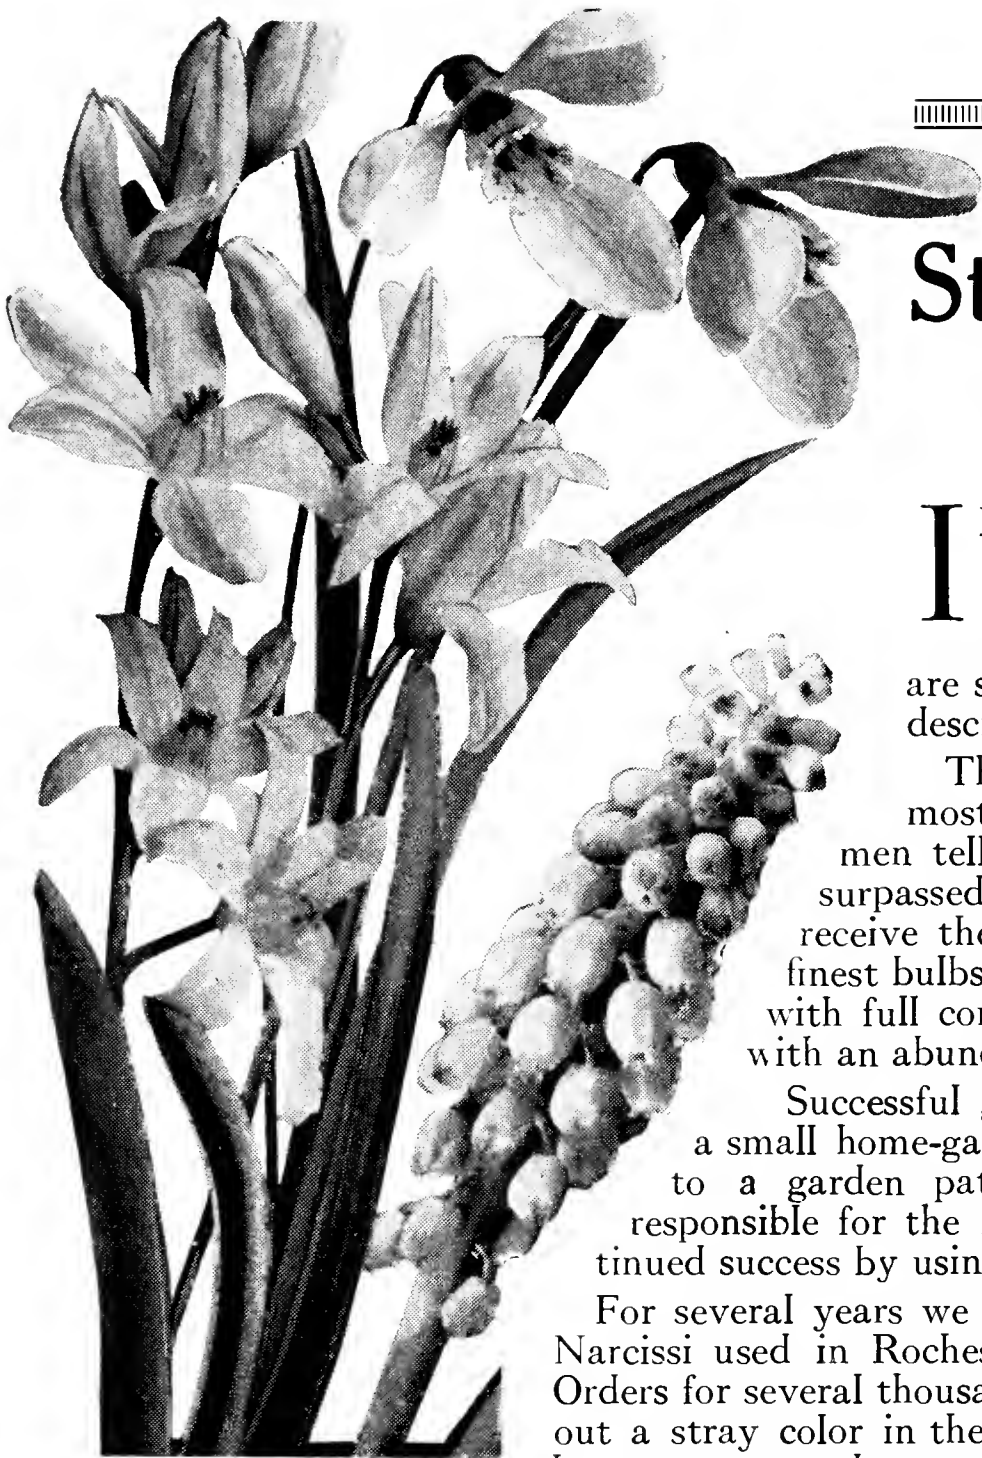 St
I
are s
desc
Th
most
men tell
surpassed
receive the
finest bulbs
with full con
with an abun
Successful
a small home-ga
to a garden pat
responsible for the
tinued success by usin
For several years we
Narcissi used in Roches
Orders for several thousa
out a stray color in the